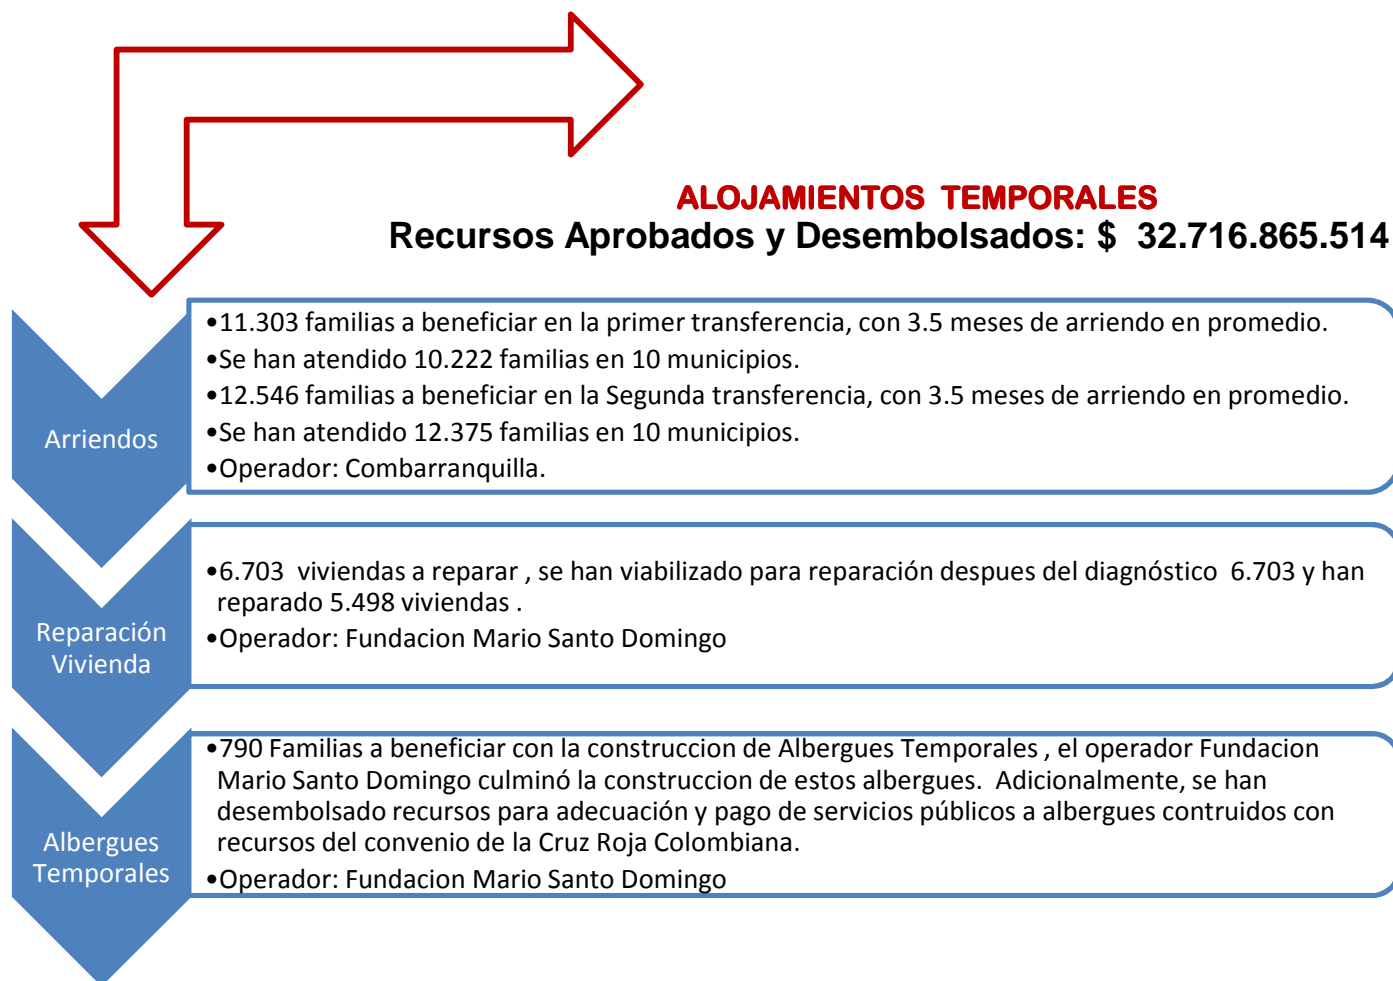 ALOJAMIENTOS TEMPORALES
Recursos Aprobados y Desembolsados: $ 32.716.865.514
Arriendos
•11.303 familias a beneficiar en la primer transferencia, con 3.5 meses de arriendo en promedio.
•Se han atendido 10.222 familias en 10 municipios.
•12.546 familias a beneficiar en la Segunda transferencia, con 3.5 meses de arriendo en promedio.
•Se han atendido 12.375 familias en 10 municipios.
•Operador: Combarranquilla.
Reparación
Vivienda
•6.703 viviendas a reparar , se han viabilizado para reparación despues del diagnóstico 6.703 y han
reparado 5.498 viviendas .
•Operador: Fundacion Mario Santo Domingo
Albergues
Temporales
•790 Familias a beneficiar con la construccion de Albergues Temporales , el operador Fundacion
Mario Santo Domingo culminó la construccion de estos albergues. Adicionalmente, se han
desembolsado recursos para adecuación y pago de servicios públicos a albergues contruidos con
recursos del convenio de la Cruz Roja Colombiana.
•Operador: Fundacion Mario Santo Domingo